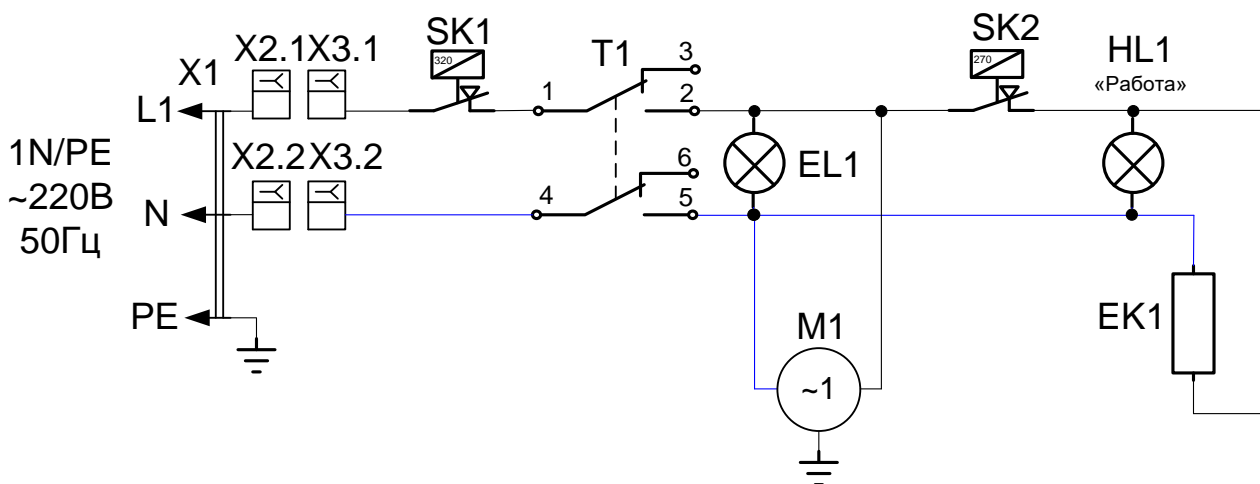 SK1
SK2
X2.1 X3.1
T1
HL1
«Работа»
X1
320
270
3
1
2
L1
1N/PE
~220В
50Гц
X2.2 X3.2
EL1
6
N
4
5
PE
M1
EK1
~1